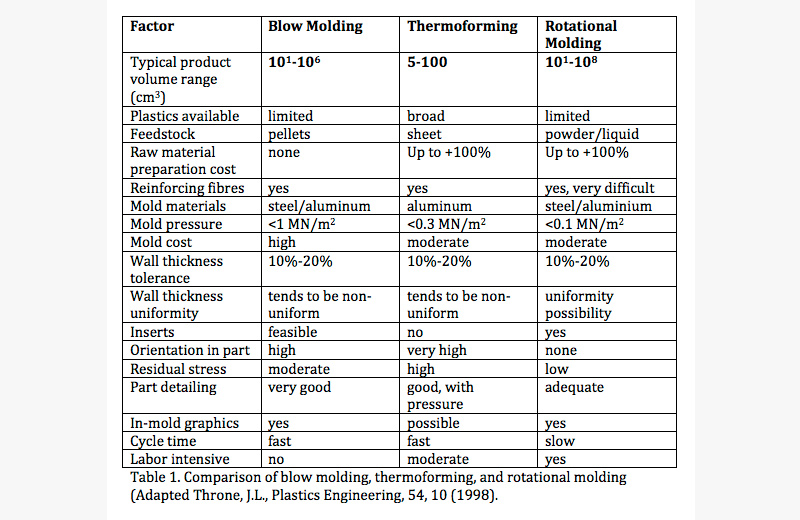 Factor Blow Molding Thermoforming Rotational
Molding
Typical product 10¹-10⁶ 5-100 10¹-10⁸
volume range
(cm³)
Plastics available limited broad limited
Feedstock pellets sheet powder/liquid
Raw material none Up to +100% Up to +100%
preparation cost
Reinforcing fibres yes yes yes, very difficult
Mold materials steel/aluminum aluminum steel/aluminium
Mold pressure <1 MN/m² <0.3 MN/m² <0.1 MN/m²
Mold cost high moderate moderate
Wall thickness 10%-20% 10%-20% 10%-20%
tolerance
Wall thickness tends to be non- tends to be non- uniformity
uniformity uniform uniform possibility
Inserts feasible no yes
Orientation in part high very high none
Residual stress moderate high low
Part detailing very good good, with adequate
pressure
In-mold graphics yes possible yes
Cycle time fast fast slow
Labor intensive no moderate yes
Table 1. Comparison of blow molding, thermoforming, and rotational molding
(Adapted Throne, J.L., Plastics Engineering, 54, 10 (1998).